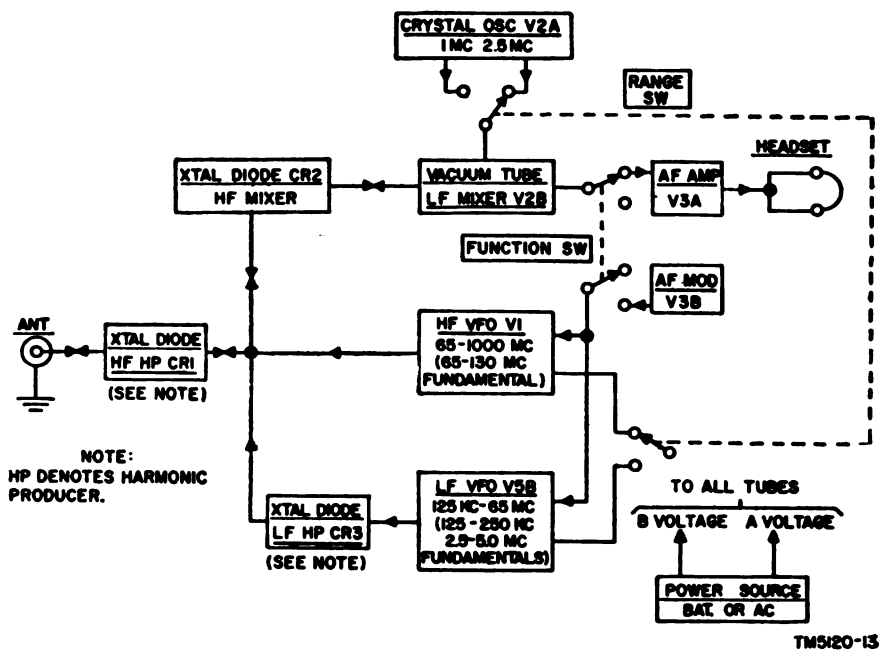 CRYSTAL OSC V2A
1 MC 2.5 MC
RANGE
SW
HEADSET
XTAL DIODE CR2
HF MIXER
VACUUM TUBE
LF MIXER V2B
AF AMP
V3A
FUNCTION SW
AF MOD
V3B
ANT
XTAL DIODE
HF HP CR1
(SEE NOTE)
HF VFO V1
65-1000 MC
(65-130 MC
FUNDAMENTAL)
NOTE:
HP DENOTES HARMONIC
PRODUCER.
XTAL DIODE
LF HP CR3
(SEE NOTE)
LF VFO V5B
125 KC-65 MC
(125-250 KC
2.5-5.0 MC
FUNDAMENTALS)
TO ALL TUBES
B VOLTAGE A VOLTAGE
POWER SOURCE
BAT. OR AC
TM5120-13